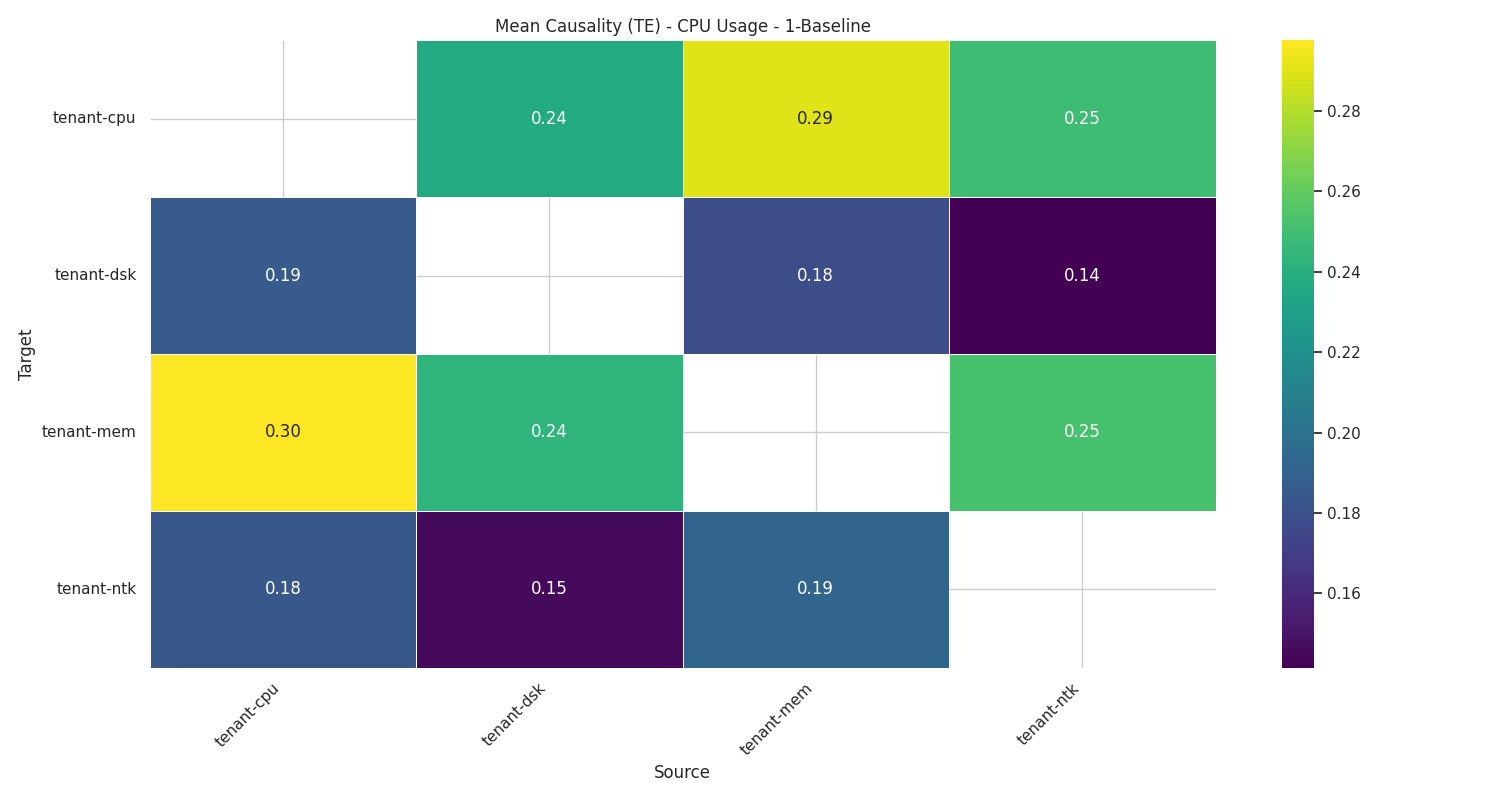 Mean Causality (TE) - CPU Usage - 1-Baseline
Target
tenant-cpu
0.24
0.29
0.25
tenant-dsk
0.19
0.18
0.14
tenant-mem
0.30
0.24
0.25
tenant-ntk
0.18
0.15
0.19
tenant-cpu
tenant-dsk
tenant-mem
tenant-ntk
Source
0.28
0.26
0.24
0.22
0.20
0.18
0.16